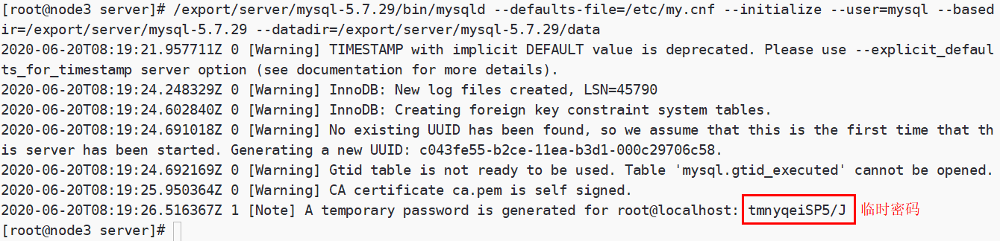 [root@node3 server]# /export/server/mysql-5.7.29/bin/mysqld --defaults-file=/etc/my.cnf --initialize --user=mysql --based
ir=/export/server/mysql-5.7.29 --datadir=/export/server/mysql-5.7.29/data
2020-06-20T08:19:21.957711Z 0 [Warning] TIMESTAMP with implicit DEFAULT value is deprecated. Please use --explicit_defaul
ts_for_timestamp server option (see documentation for more details).
2020-06-20T08:19:24.248329Z 0 [Warning] InnoDB: New log files created, LSN=45790
2020-06-20T08:19:24.602840Z 0 [Warning] InnoDB: Creating foreign key constraint system tables.
2020-06-20T08:19:24.691018Z 0 [Warning] No existing UUID has been found, so we assume that this is the first time that th
is server has been started. Generating a new UUID: c043fe55-b2ce-11ea-b3d1-000c29706c58.
2020-06-20T08:19:24.692169Z 0 [Warning] Gtid table is not ready to be used. Table 'mysql.gtid_executed' cannot be opened.
2020-06-20T08:19:25.950364Z 0 [Warning] CA certificate ca.pem is self signed.
2020-06-20T08:19:26.516367Z 1 [Note] A temporary password is generated for root@localhost: tmnyqeiSP5/J 临时密码
[root@node3 server]#